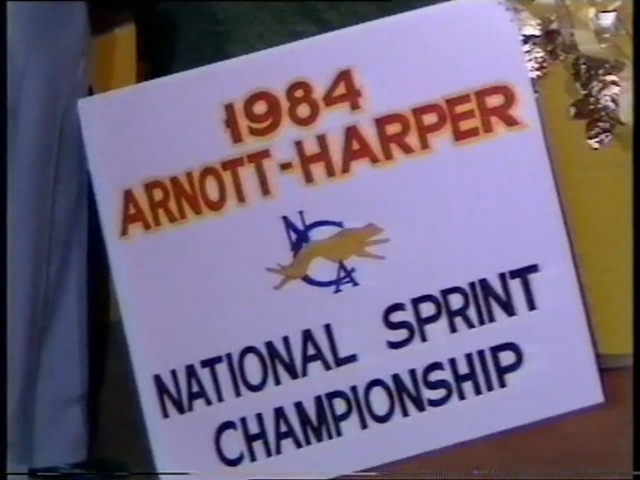 1984
ARNOTT-HARPER
NCA
NATIONAL SPRINT
CHAMPIONSHIP